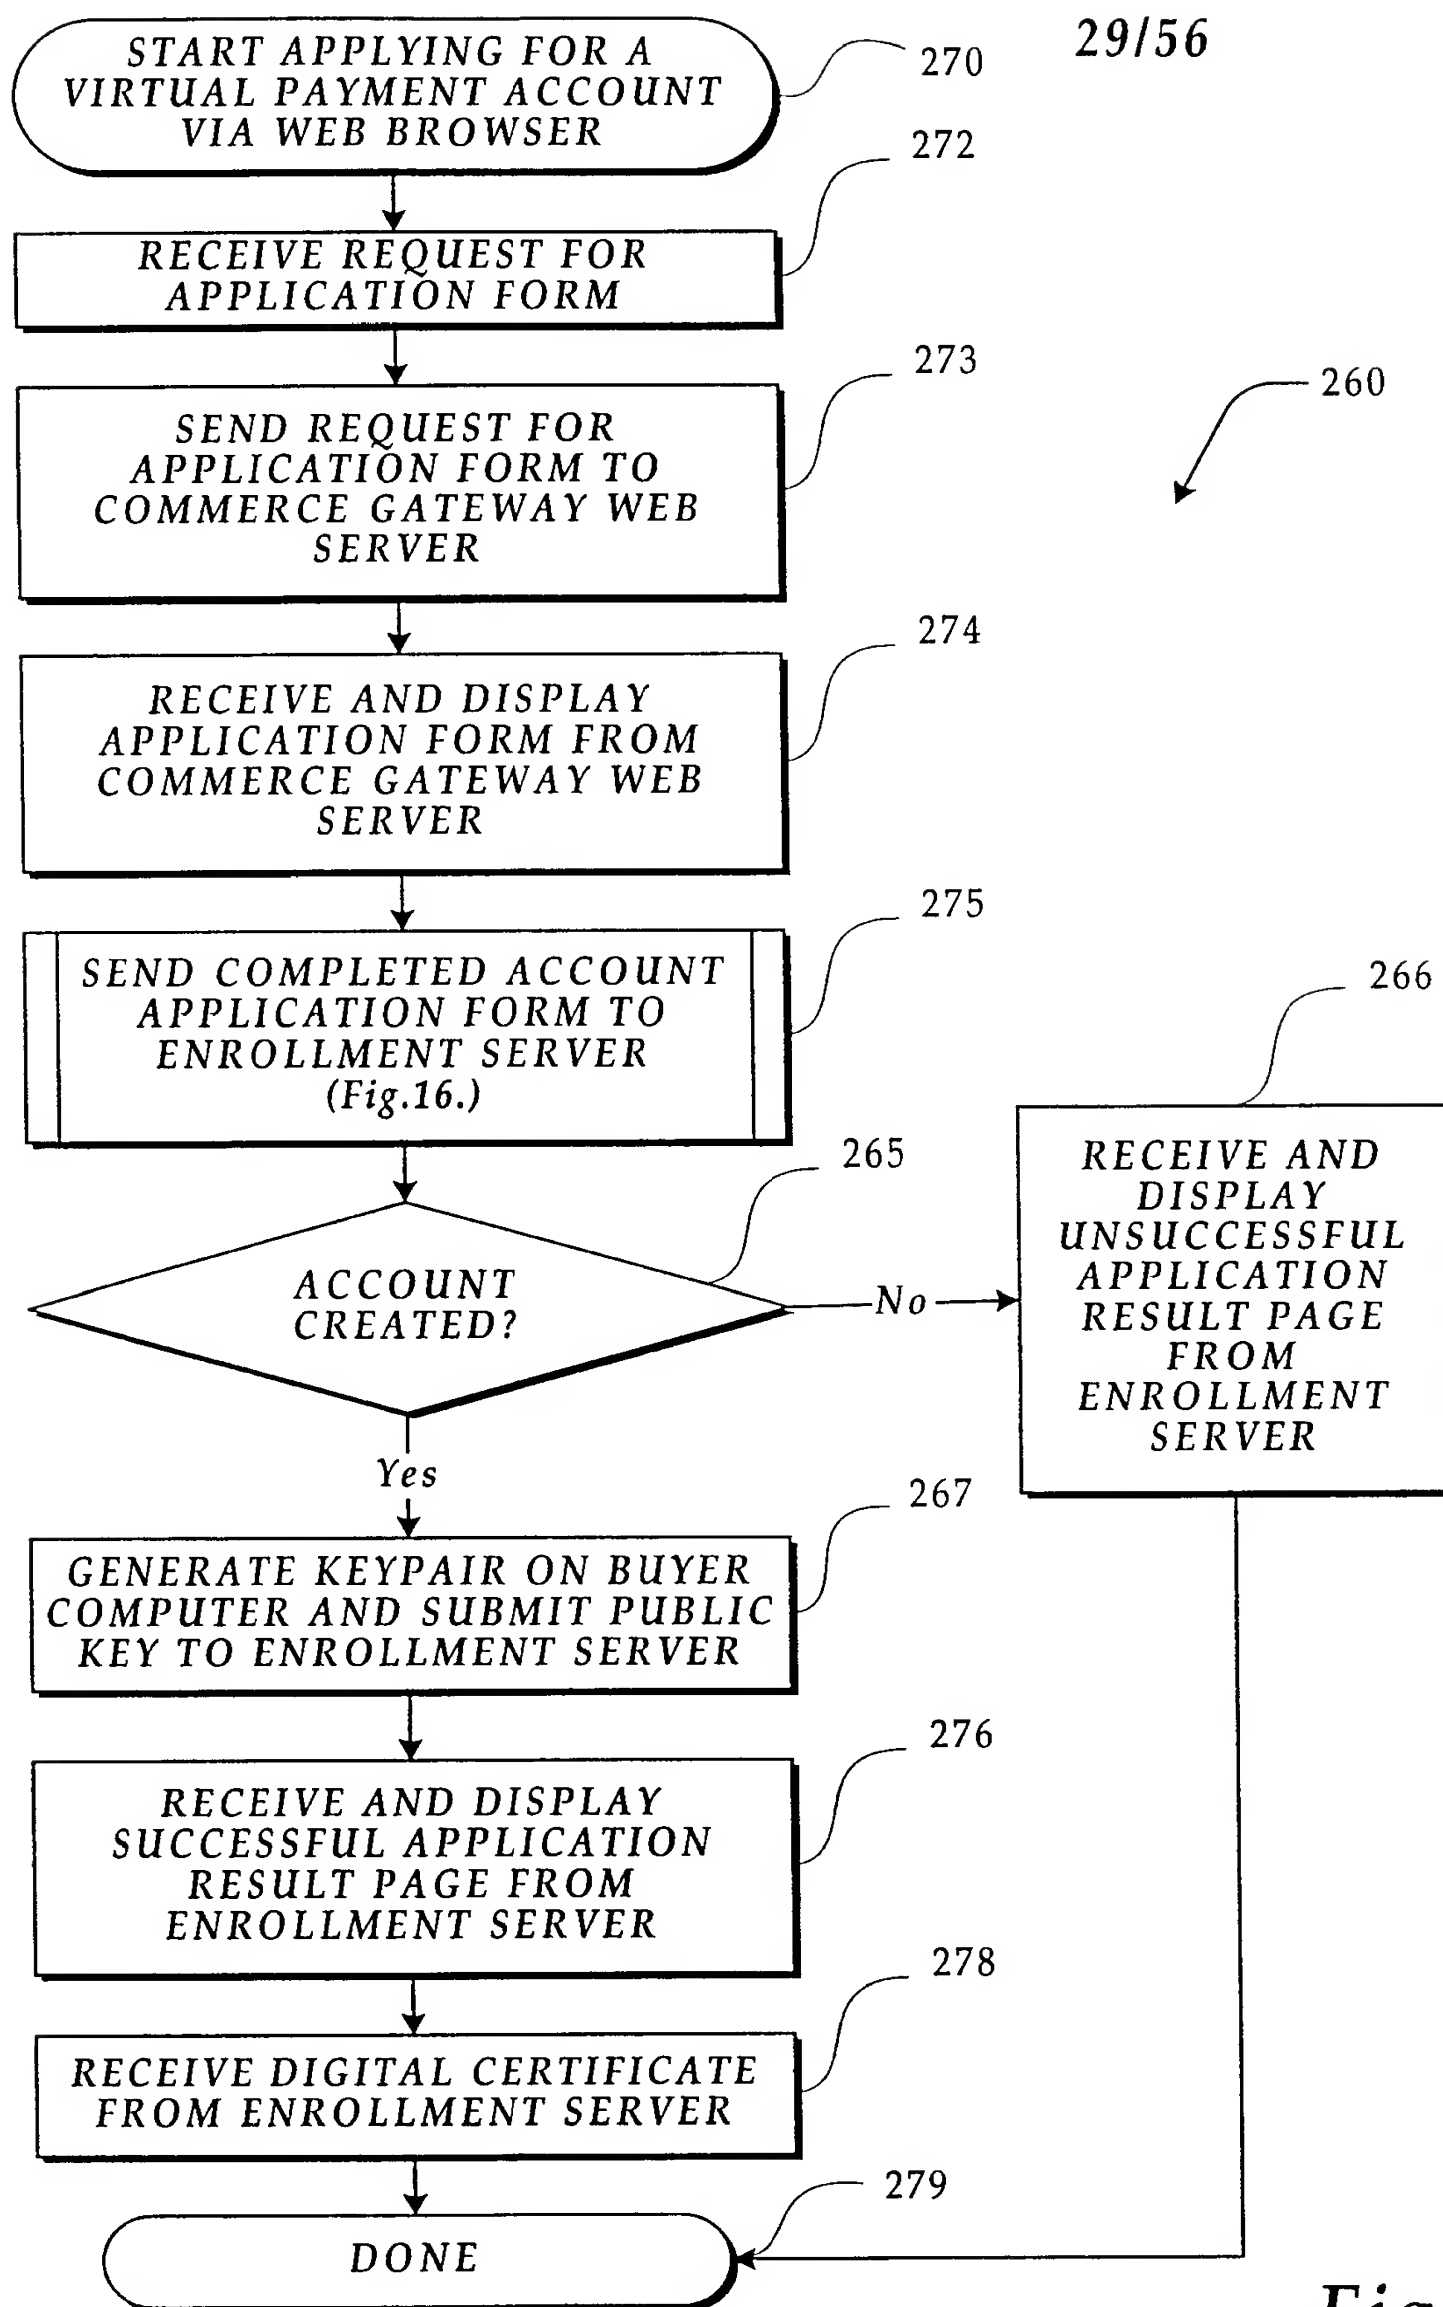 29/56
START APPLYING FOR A
VIRTUAL PAYMENT ACCOUNT
VIA WEB BROWSER
270
272
RECEIVE REQUEST FOR
APPLICATION FORM
273
SEND REQUEST FOR
APPLICATION FORM TO
COMMERCE GATEWAY WEB
SERVER
260
274
RECEIVE AND DISPLAY
APPLICATION FORM FROM
COMMERCE GATEWAY WEB
SERVER
275
SEND COMPLETED ACCOUNT
APPLICATION FORM TO
ENROLLMENT SERVER
(Fig.16.)
265
ACCOUNT
CREATED?
No
266
RECEIVE AND
DISPLAY
UNSUCCESSFUL
APPLICATION
RESULT PAGE
FROM
ENROLLMENT
SERVER
Yes
267
GENERATE KEYPAIR ON BUYER
COMPUTER AND SUBMIT PUBLIC
KEY TO ENROLLMENT SERVER
276
RECEIVE AND DISPLAY
SUCCESSFUL APPLICATION
RESULT PAGE FROM
ENROLLMENT SERVER
278
RECEIVE DIGITAL CERTIFICATE
FROM ENROLLMENT SERVER
279
DONE